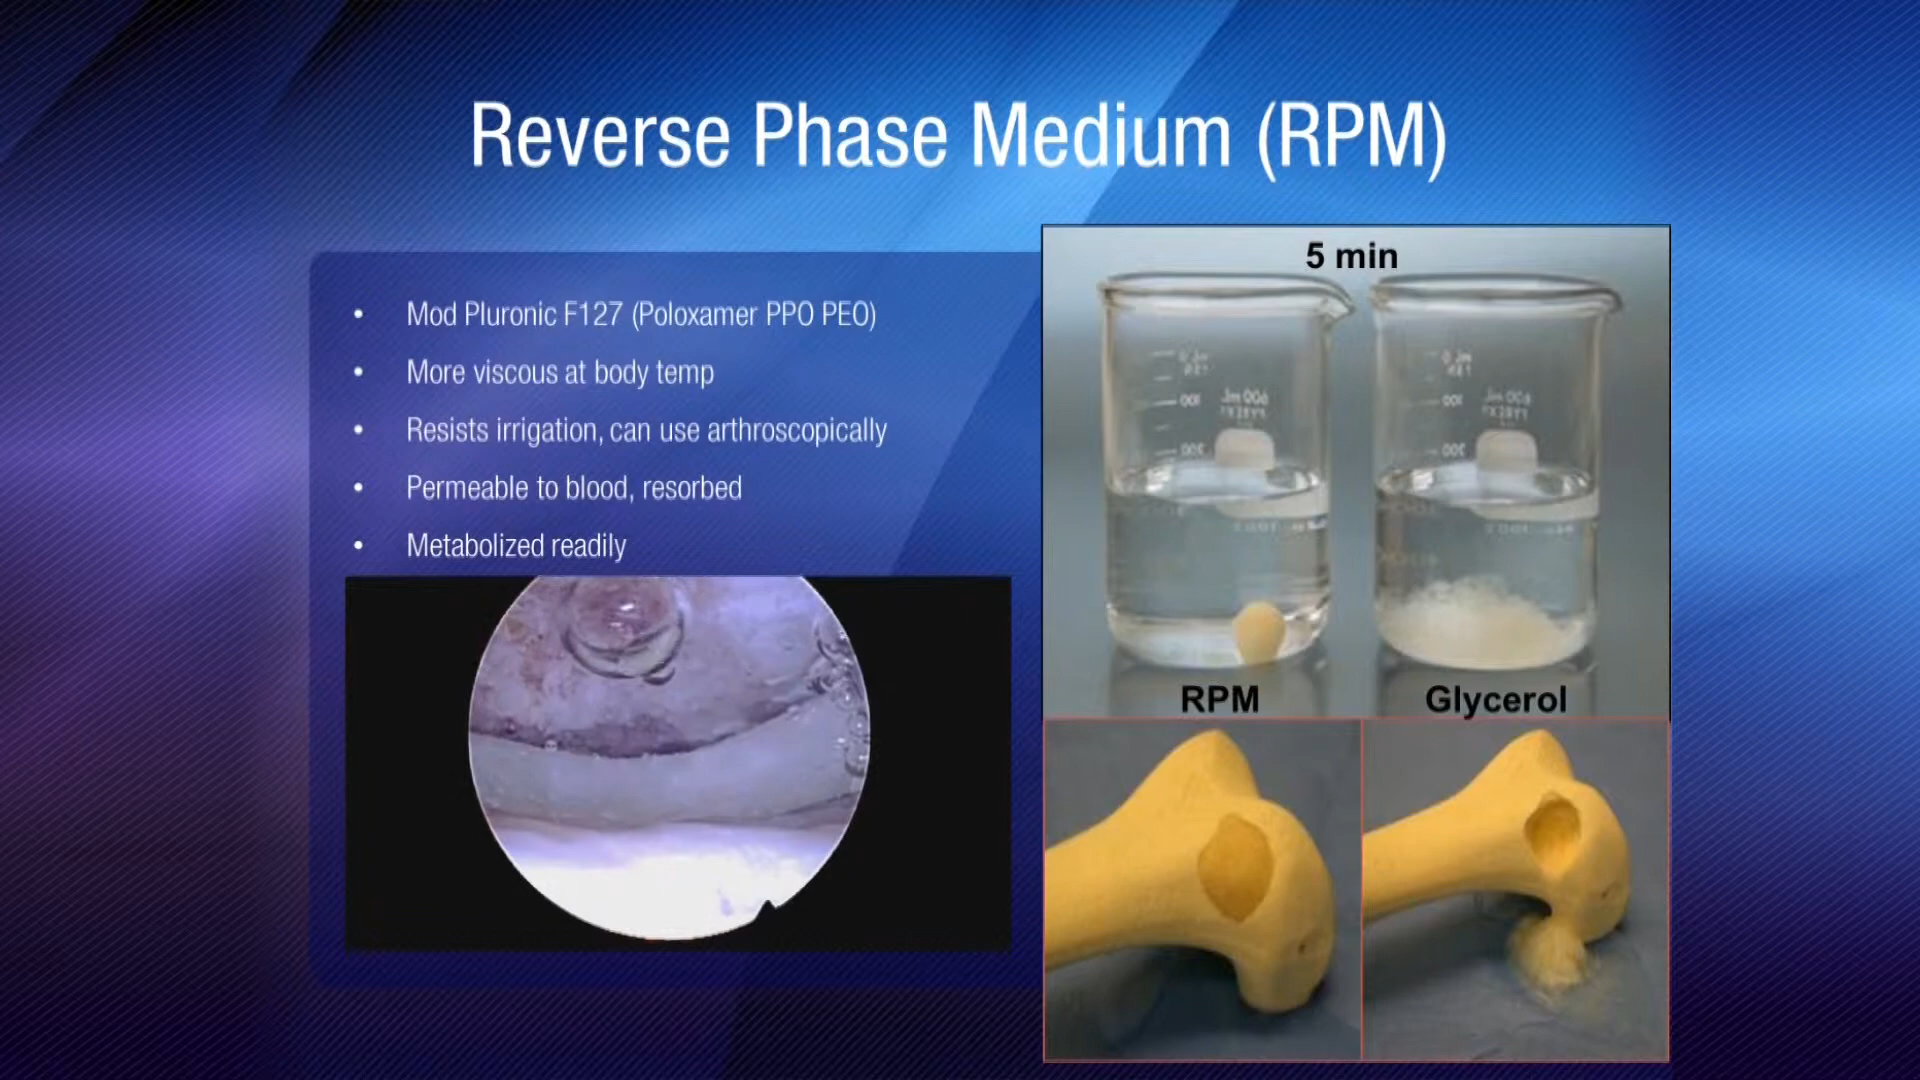 Reverse Phase Medium (RPM)
• Mod Pluronic F127 (Poloxamer PPO PEO)
• More viscous at body temp
• Resists irrigation, can use arthroscopically
• Permeable to blood, resorbed
• Metabolized readily
5 min
RPM
Glycerol